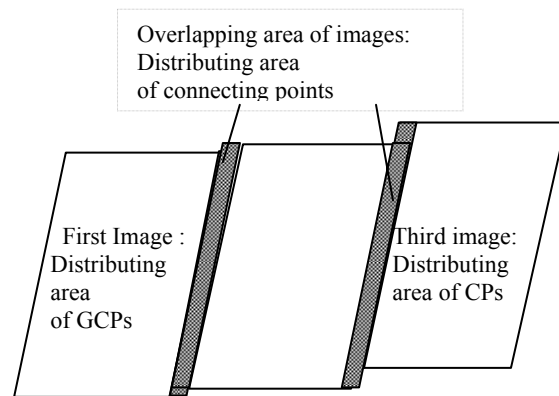 Overlapping area of images:
Distributing area
of connecting points
First Image :
Distributing
area
of GCPs
Third image:
Distributing
area of CPs